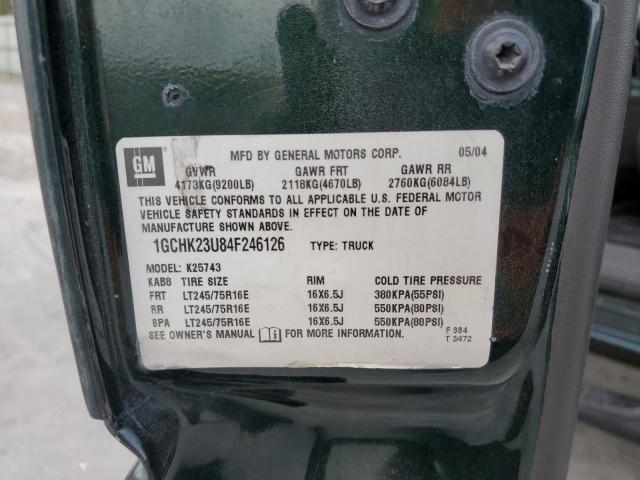 GM
MFD BY GENERAL MOTORS CORP. 05/04
GVWR GAWR FRT GAWR RR
4173KG(9200LB) 2118KG(4670LB) 2760KG(6084LB)
THIS VEHICLE CONFORMS TO ALL APPLICABLE U.S. FEDERAL MOTOR
VEHICLE SAFETY STANDARDS IN EFFECT ON THE DATE OF
MANUFACTURE SHOWN ABOVE.
1GCHK23U84F246126 TYPE: TRUCK
MODEL: K25743
KAB8 TIRE SIZE RIM COLD TIRE PRESSURE
FRT LT245/75R16E 16X6.5J 380KPA(55PSI)
RR LT245/75R16E 16X6.5J 550KPA(80PSI)
SPA LT245/75R16E 16X6.5J 550KPA(80PSI)
SEE OWNER'S MANUAL FOR MORE INFORMATION.
F 984
T 2472